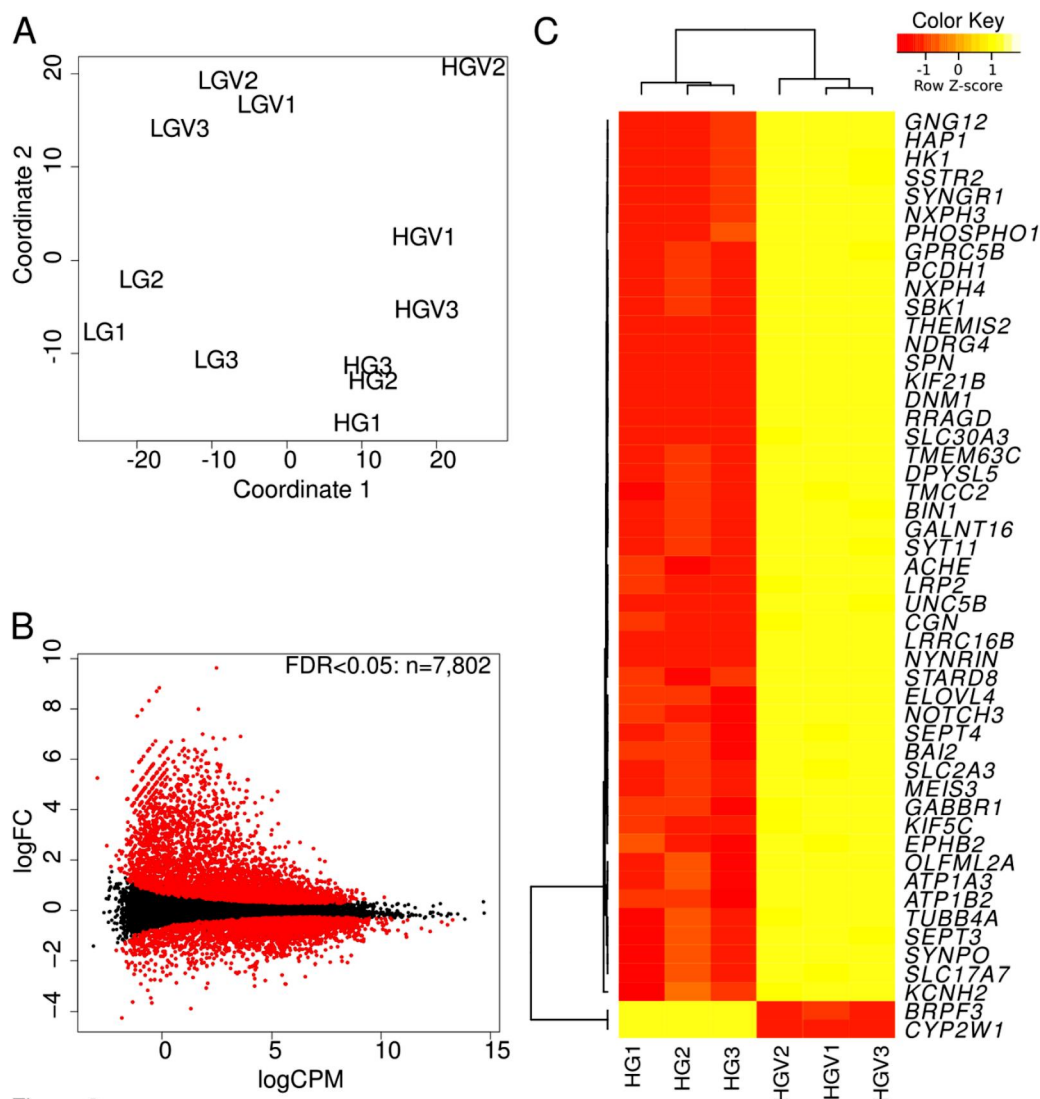 A
20
10
0
-10
Coordinate 2
HGV2
LGV2
LGV1
LGV3
HGV1
LG2
HGV3
LG1
LG3
HG3
HG2
HG1
-20
-10
0
10
20
Coordinate 1
B
FDR<0.05: n=7,802
10
8
6
4
2
0
-2
-4
logFC
0
5
10
15
logCPM
C
Color Key
-1 0 1
Row Z-score
GNG12
HAP1
HK1
SSTR2
SYNGR1
NXPH3
PHOSPHO1
GPRC5B
PCDH1
NXPH4
SBK1
THEMIS2
NDRG4
SPN
KIF21B
DNM1
RRAGD
SLC30A3
TMEM63C
DPYSL5
TMCC2
BIN1
GALNT16
SYT11
ACHE
LRP2
UNC5B
CGN
LRRC16B
NYNRIN
STARD8
ELOVL4
NOTCH3
SEPT4
BAI2
SLC2A3
MEIS3
GABBR1
KIF5C
EPHB2
OLFML2A
ATP1A3
ATP1B2
TUBB4A
SEPT3
SYNPO
SLC17A7
KCNH2
BRPF3
CYP2W1
HG1
HG2
HG3
HGV2
HGV1
HGV3